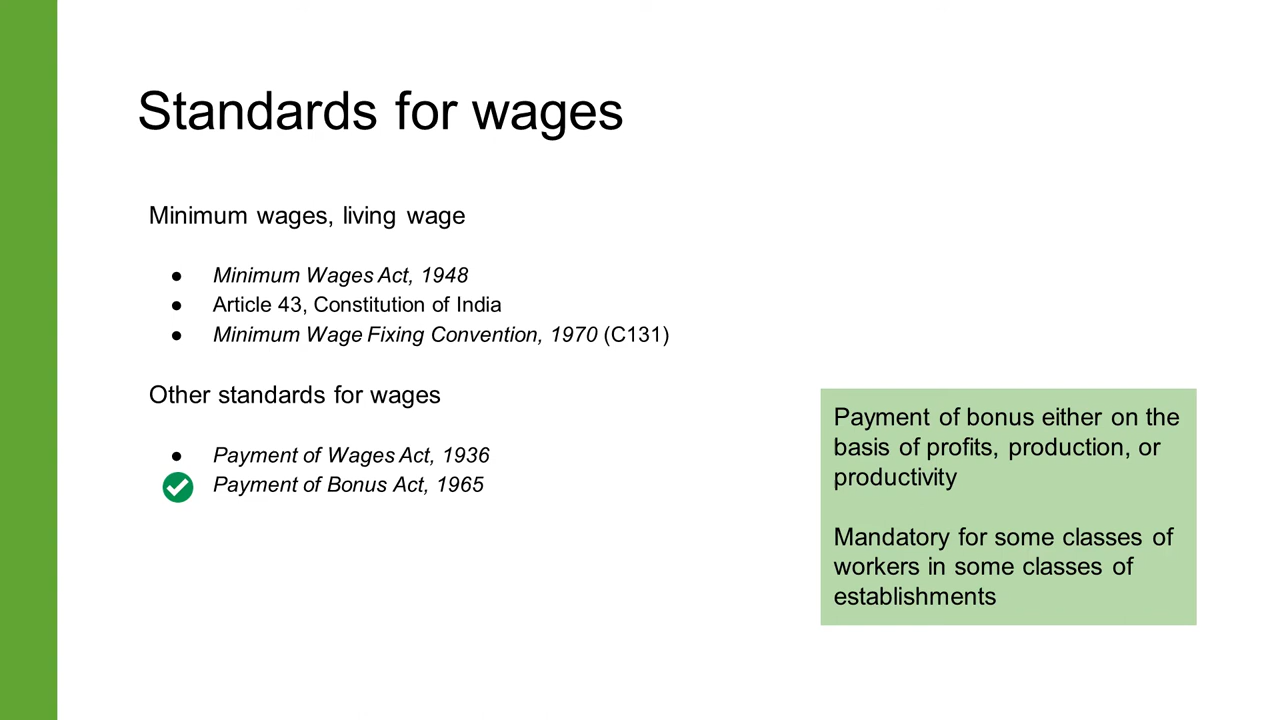 Standards for wages
Minimum wages, living wage
● Minimum Wages Act, 1948
● Article 43, Constitution of India
● Minimum Wage Fixing Convention, 1970 (C131)
Other standards for wages
● Payment of Wages Act, 1936
Payment of Bonus Act, 1965
Payment of bonus either on the
basis of profits, production, or
productivity
Mandatory for some classes of
workers in some classes of
establishments